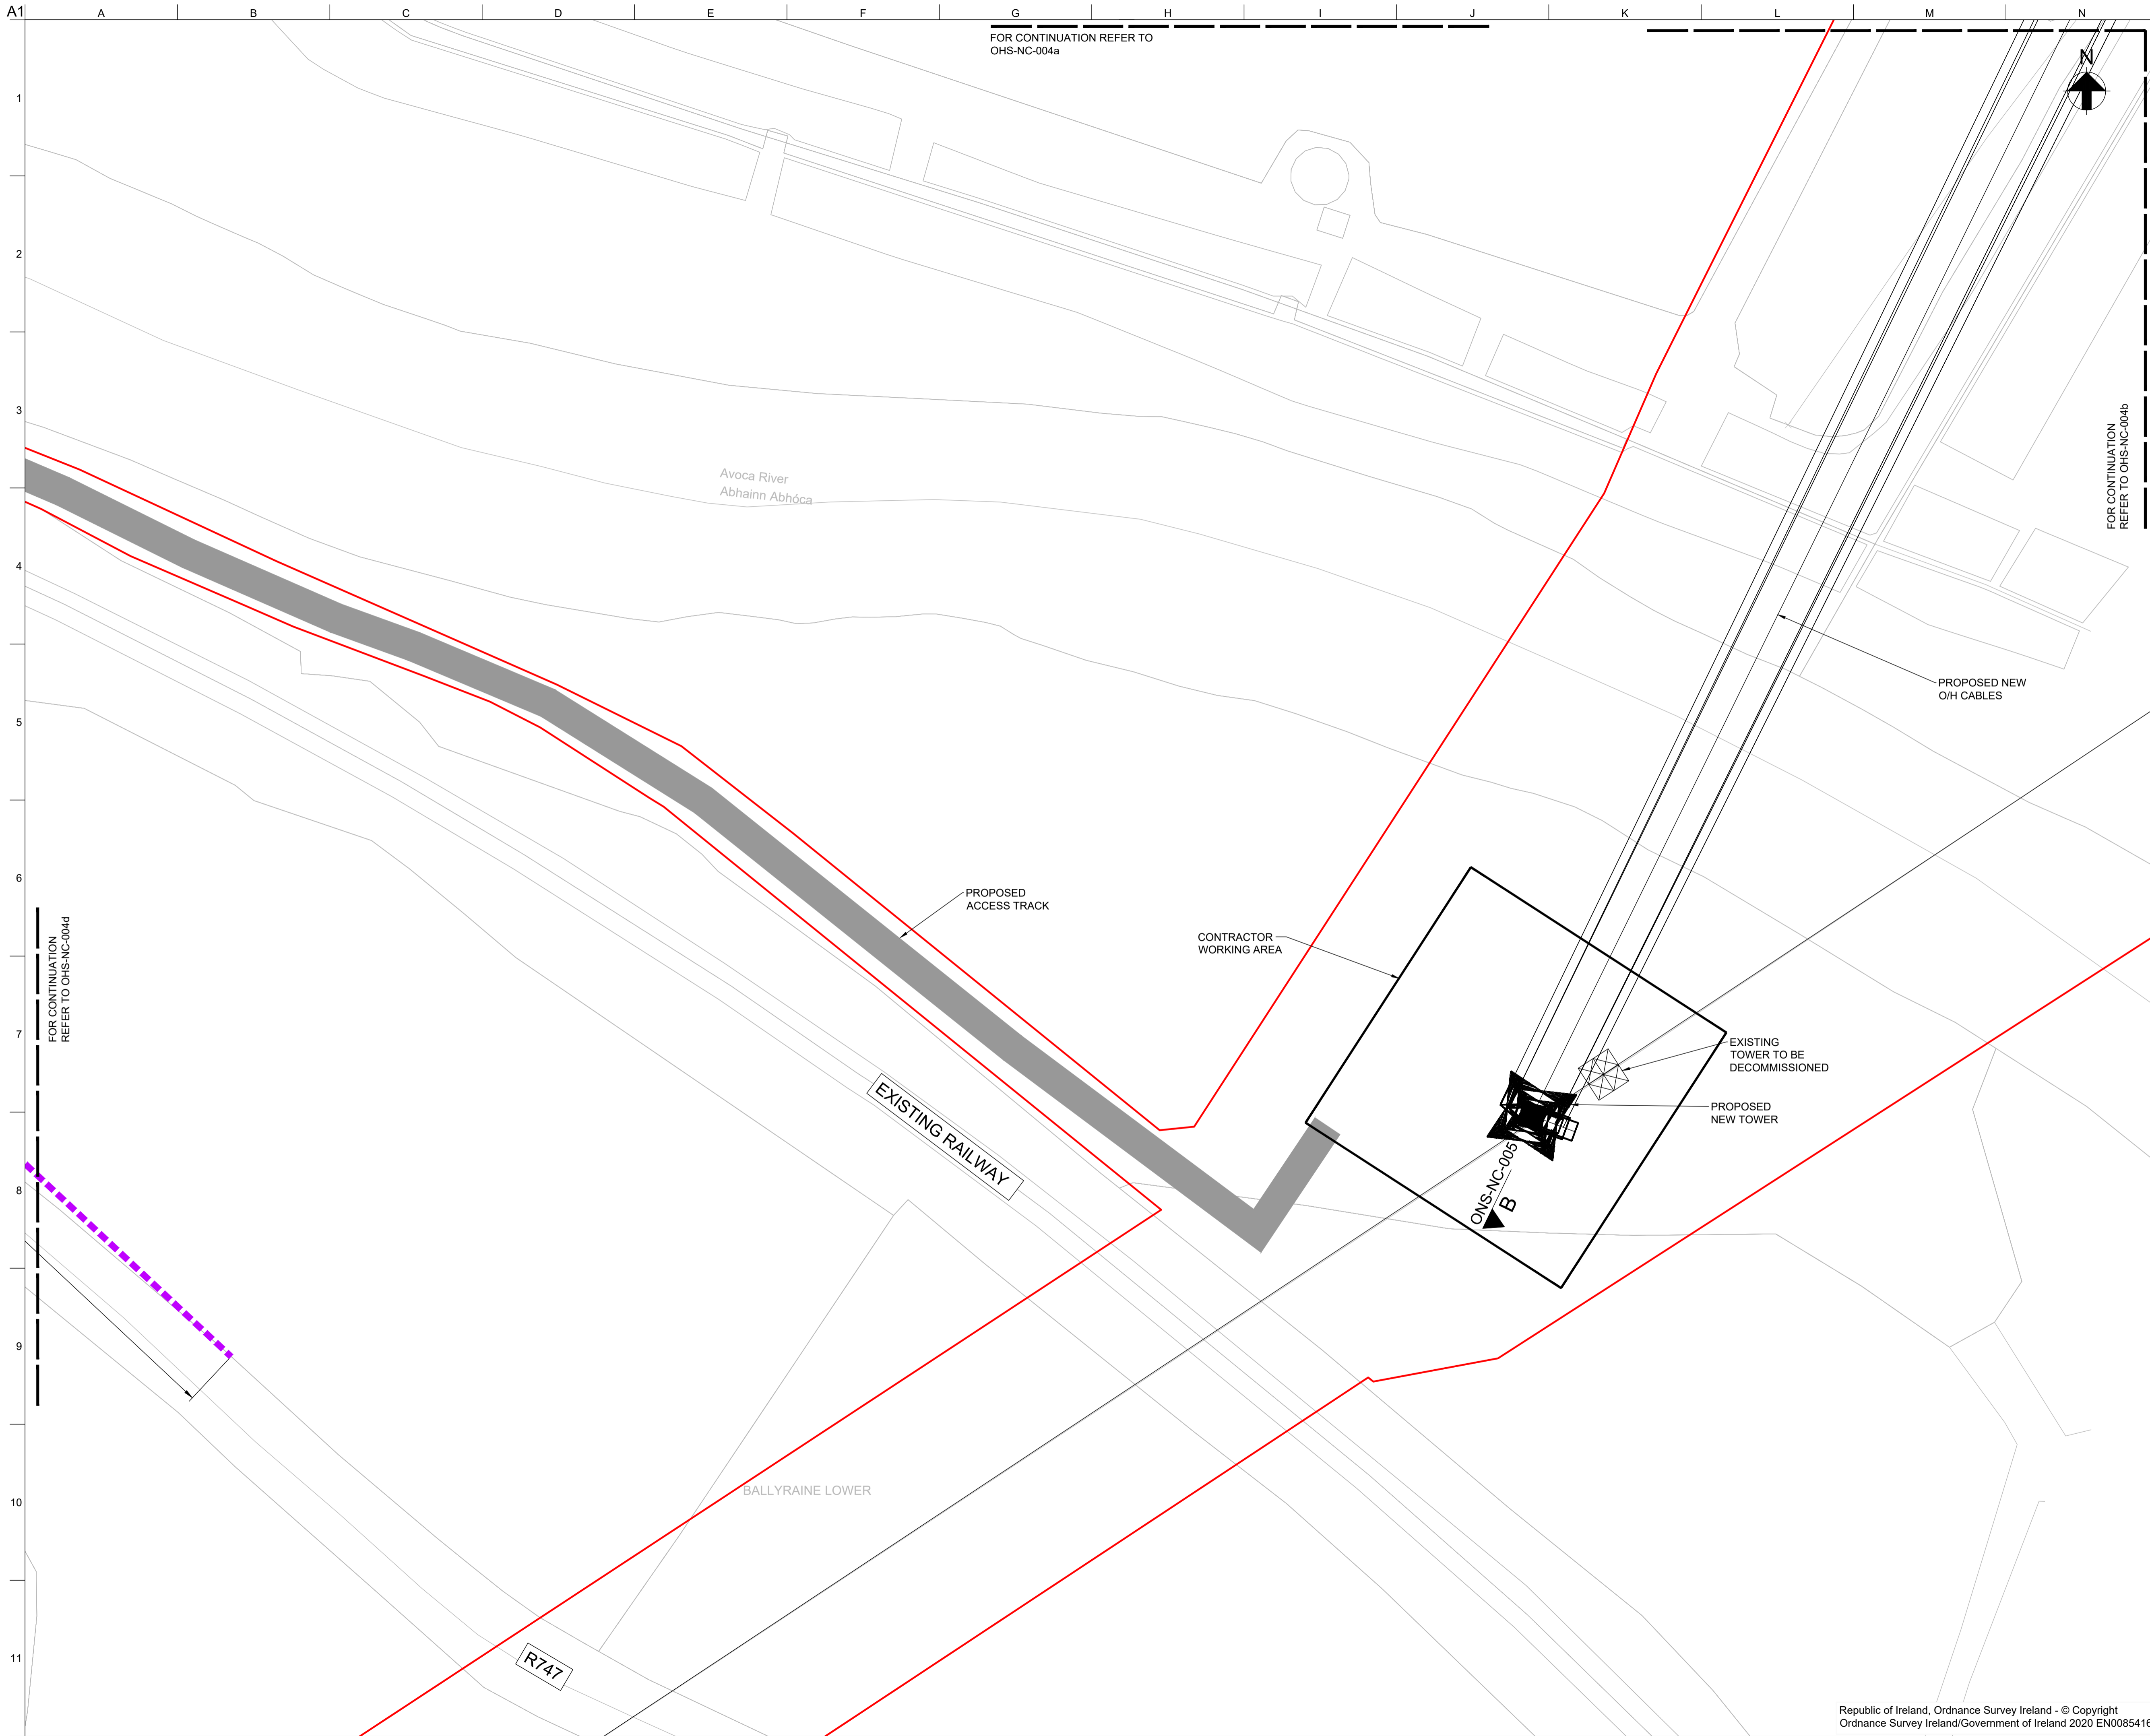 A1
A B C D E F G H I J K L M N
FOR CONTINUATION REFER TO
OHS-NC-004a
N
1
2
3
4
5
6
7
8
9
10
11
Avoca River
Abhainn Abhóca
FOR CONTINUATION
REFER TO OHS-NC-004b
PROPOSED NEW
O/H CABLES
PROPOSED
ACCESS TRACK
CONTRACTOR
WORKING AREA
FOR CONTINUATION
REFER TO OHS-NC-004d
EXISTING
TOWER TO BE
DECOMMISSIONED
PROPOSED
NEW TOWER
EXISTING RAILWAY
ONS-NC-005
B
BALLYRAINE LOWER
R747
Republic of Ireland, Ordnance Survey Ireland - © Copyright
Ordnance Survey Ireland/Government of Ireland 2020 EN0085416